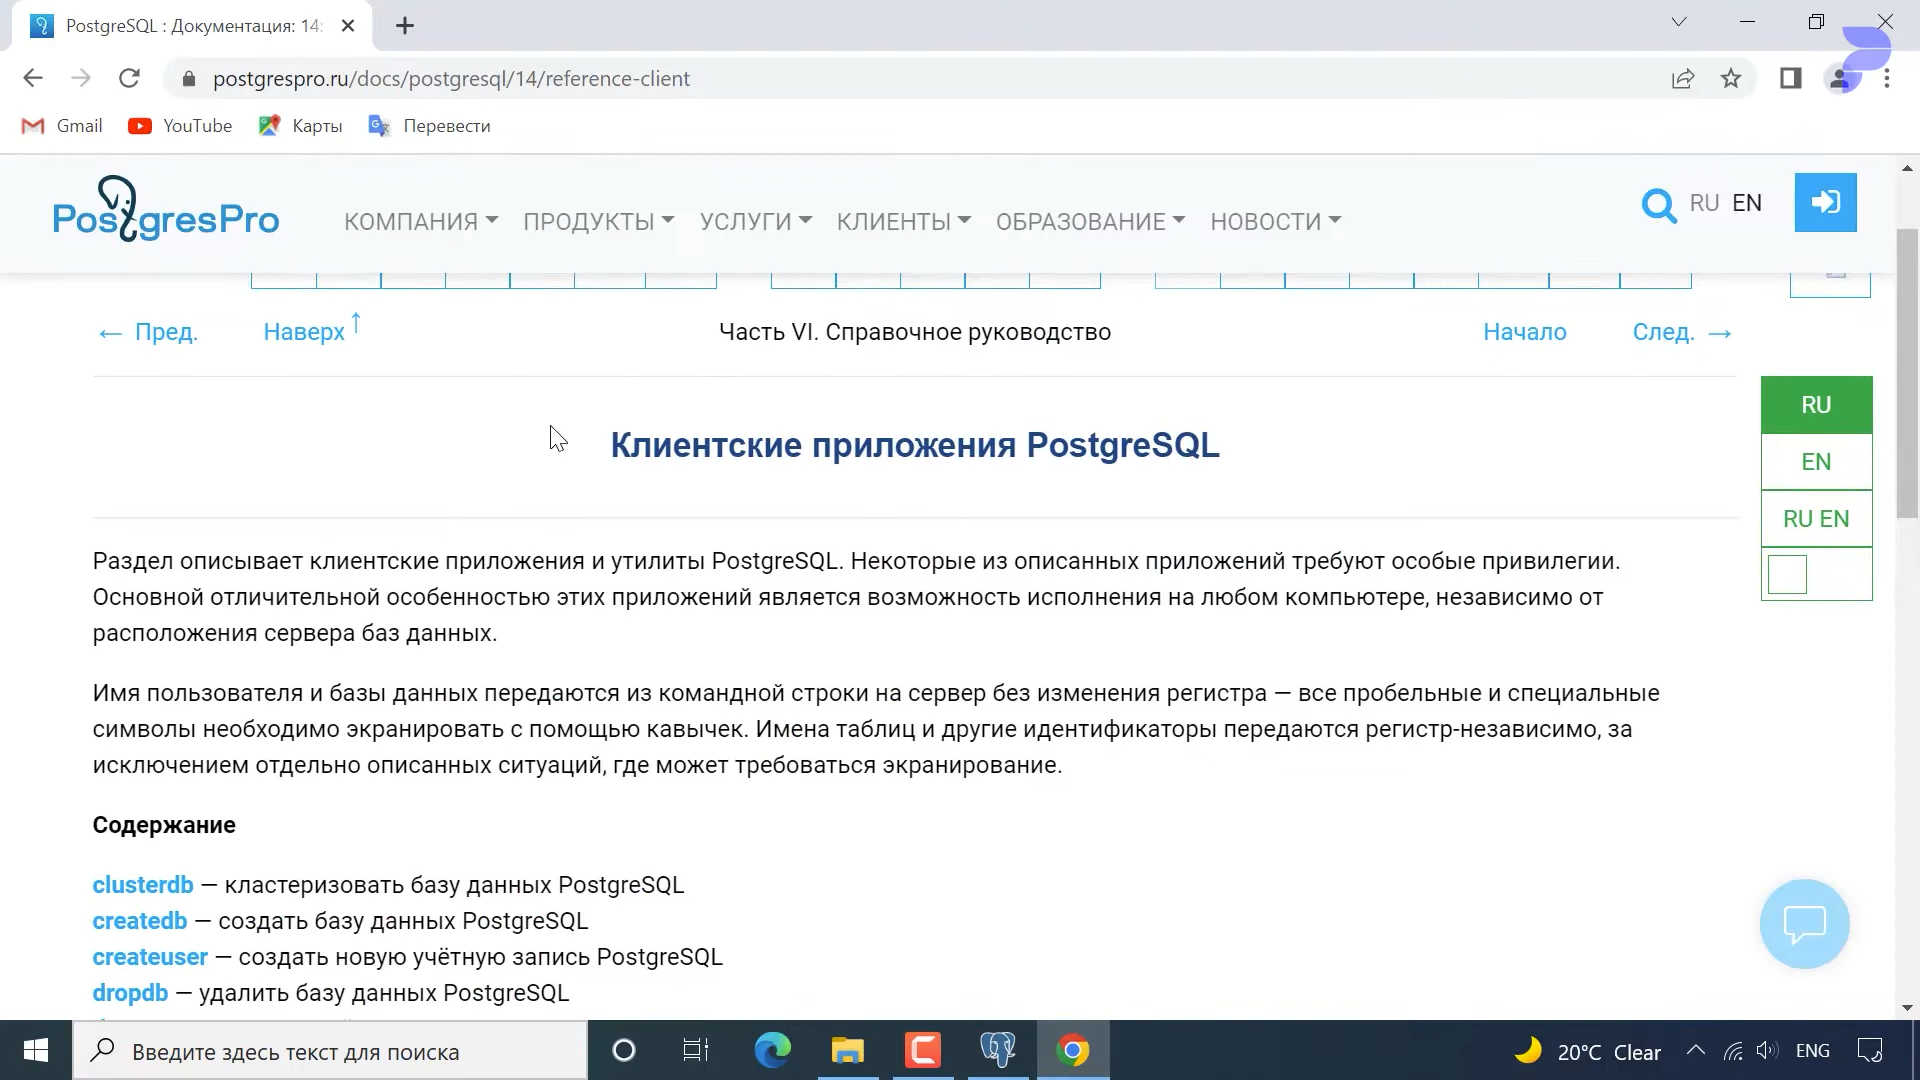 PostgreSQL : Документация: 14:
postgrespro.ru/docs/postgresql/14/reference-client
Gmail
YouTube
Карты
Перевести
PostgresPro
КОМПАНИЯ
ПРОДУКТЫ
УСЛУГИ
КЛИЕНТЫ
ОБРАЗОВАНИЕ
НОВОСТИ
RU EN
← Пред.
Наверх ↑
Часть VI. Справочное руководство
Начало
След. →
RU
EN
RU EN
Клиентские приложения PostgreSQL
Раздел описывает клиентские приложения и утилиты PostgreSQL. Некоторые из описанных приложений требуют особые привилегии.
Основной отличительной особенностью этих приложений является возможность исполнения на любом компьютере, независимо от
расположения сервера баз данных.
Имя пользователя и базы данных передаются из командной строки на сервер без изменения регистра — все пробельные и специальные
символы необходимо экранировать с помощью кавычек. Имена таблиц и другие идентификаторы передаются регистр-независимо, за
исключением отдельно описанных ситуаций, где может требоваться экранирование.
Содержание
clusterdb — кластеризовать базу данных PostgreSQL
createdb — создать базу данных PostgreSQL
createuser — создать новую учётную запись PostgreSQL
dropdb — удалить базу данных PostgreSQL
Введите здесь текст для поиска
20°C Clear
ENG